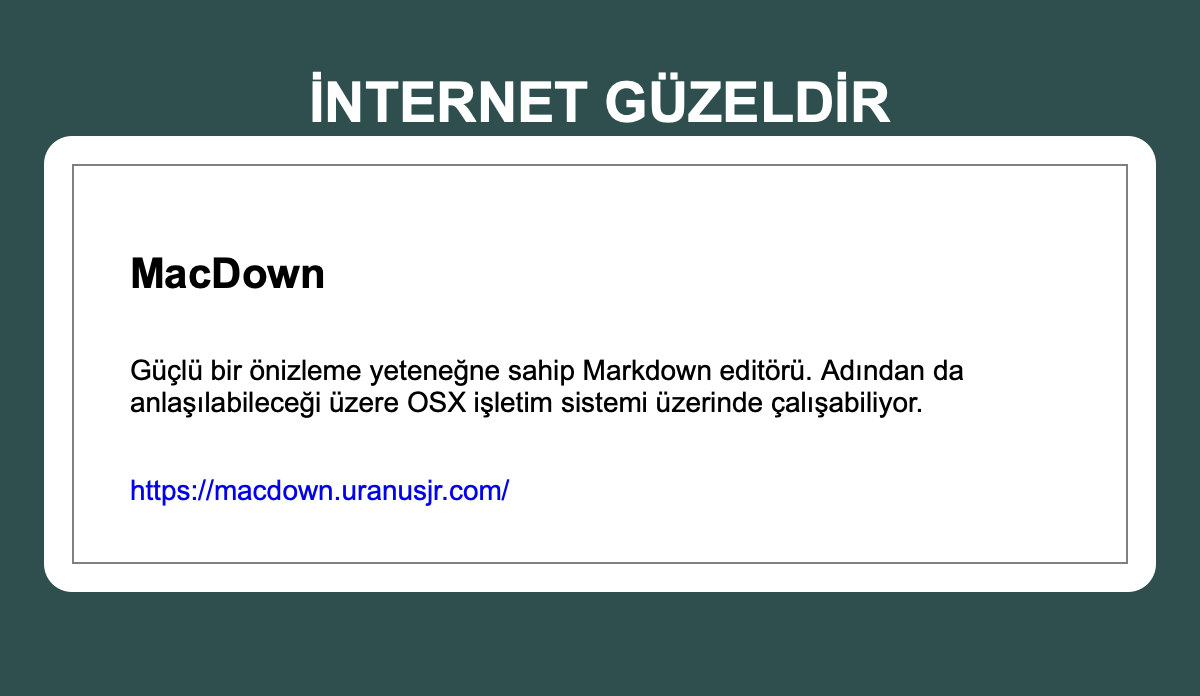 İNTERNET GÜZELDİR
MacDown
Güçlü bir önizleme yeteneğne sahip Markdown editörü. Adından da
anlaşılabileceği üzere OSX işletim sistemi üzerinde çalışabiliyor.
https://macdown.uranusjr.com/